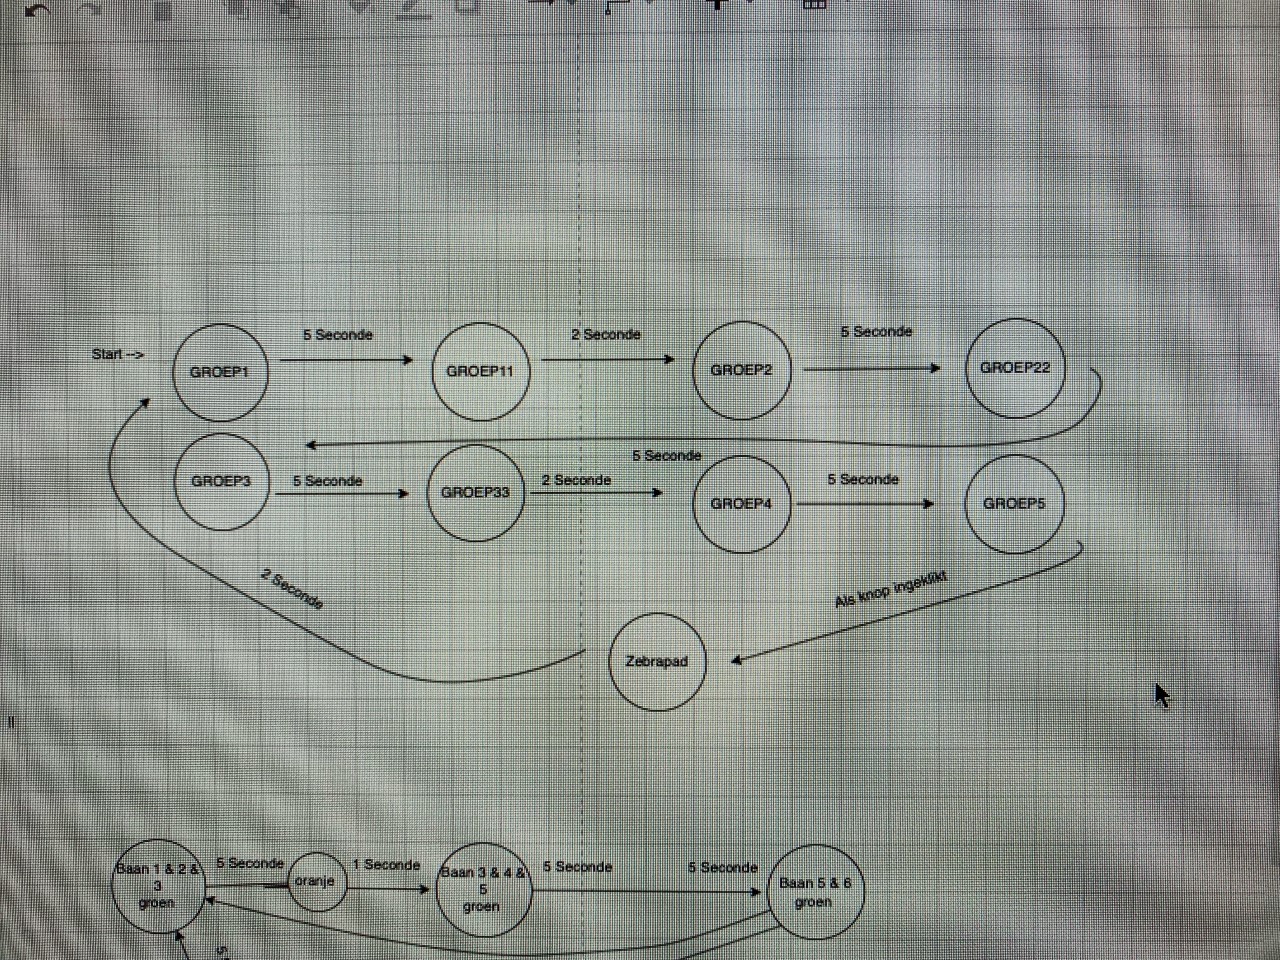 5 Seconde
2 Seconde
5 Seconde
Start -->
GROEP1
GROEP11
GROEP2
GROEP22
5 Seconde
GROEP3
5 Seconde
GROEP33
2 Seconde
GROEP4
5 Seconde
GROEP5
2 Seconde
Als knop ingeklikt
Zebrapad
Baan 1 & 2 &
3
groen
5 Seconde
oranje
1 Seconde
Baan 3 & 4 &
5
groen
5 Seconde
5 Seconde
Baan 5 & 6
groen